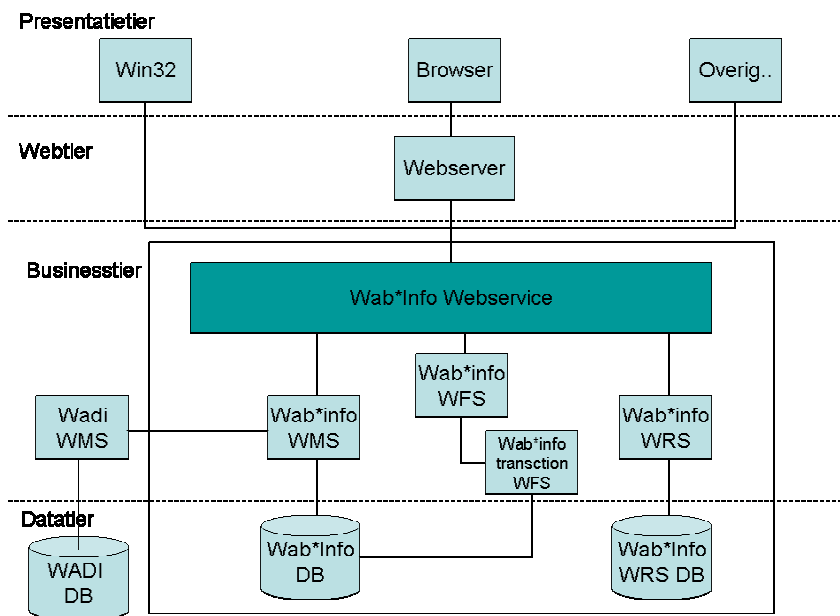 Presentatietier
Win32
Browser
Overig..
Webtier
Webserver
Businesstier
Wab*Info Webservice
Wab*info
WFS
Wadi
WMS
Wab*info
WMS
Wab*info
WRS
Wab*info
transction
WFS
Datatier
WADI
DB
Wab*Info
DB
Wab*Info
WRS DB